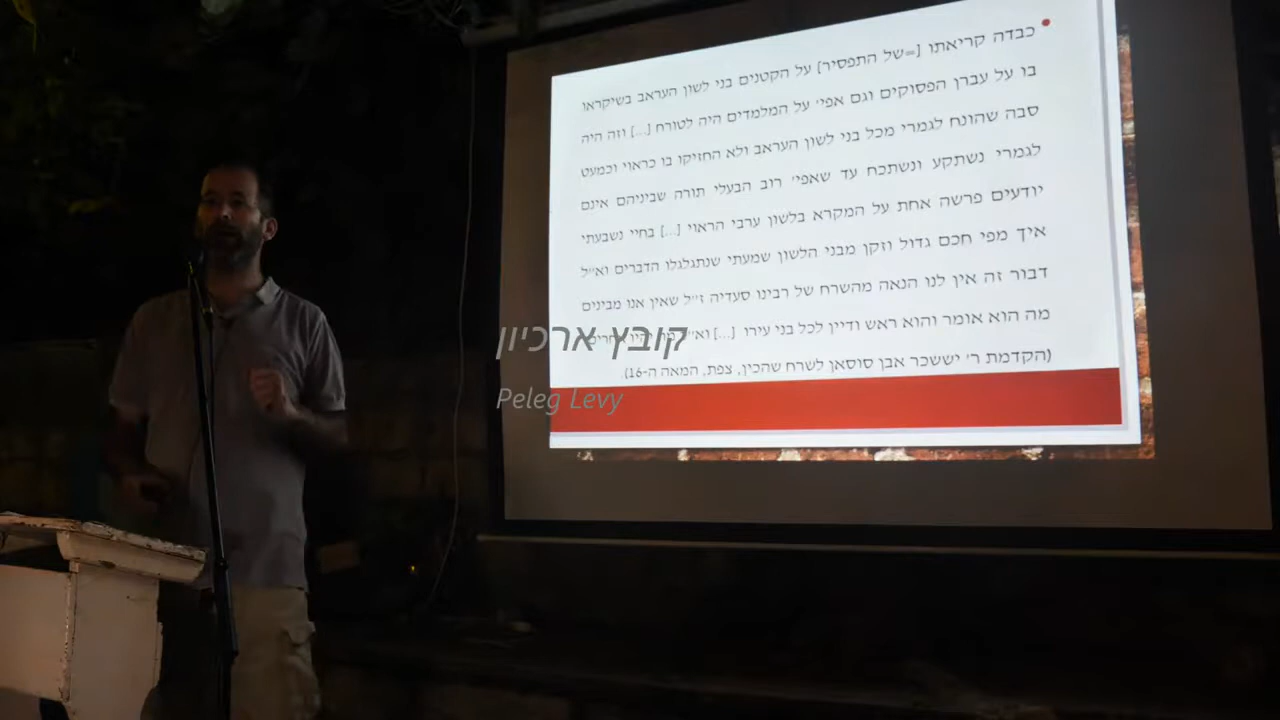 כבדה קריאתו [=של התפסיר] על הקטנים בני לשון העראב בשיקראו
בו על עברן הפסוקים וגם אפי' על המלמדים היה לטורח [...] וזה היה
סבה שהונח לגמרי מכל בני לשון העראב ולא החזיקו בו כראוי וכמעט
לגמרי נשתקע ונשתכח עד שאפי' רוב הבעלי תורה שביניהם אינם
יודעים פרשה אחת על המקרא בלשון ערבי הראוי [...] בחיי נשבעתי
איך מפי חכם גדול וזקן מבני הלשון שמעתי שנתגלגלו הדברים וא"ל
דבור זה אין לנו הנאה מהשרח של רבינו סעדיה ז"ל שאין אנו מבינים
מה הוא אומר והוא ראש ודיין לכל בני עירו [...] וא"ל
(הקדמת ר' יששכר אבן סוסאן לשרח שהכין, צפת, המאה ה-16).
קובץ ארכיון
Peleg Levy